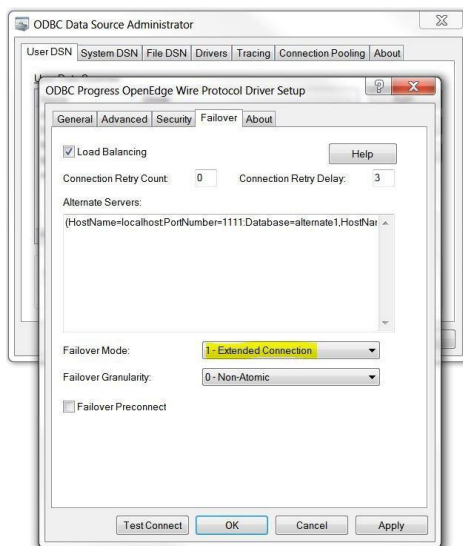 ODBC Data Source Administrator
User DSN System DSN File DSN Drivers Tracing Connection Pooling About
ODBC Progress OpenEdge Wire Protocol Driver Setup
General Advanced Security Failover About
Load Balancing
Help
Connection Retry Count: 0 Connection Retry Delay: 3
Alternate Servers:
(HostName=localhost:PortNumber=1111:Database=alternate1,HostNar
Failover Mode: 1 - Extended Connection
Failover Granularity: 0 - Non-Atomic
Failover Preconnect
Test Connect OK Cancel Apply